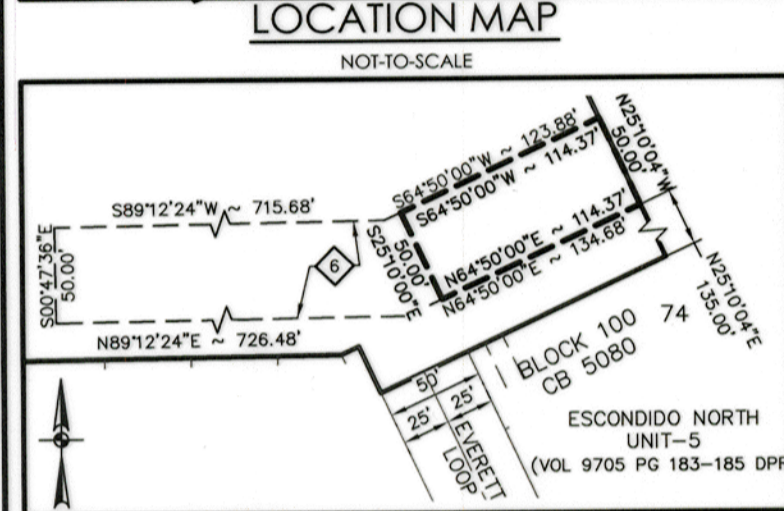 LOCATION MAP
NOT-TO-SCALE
S89°12'24"W ~ 715.68'
S00°47'36"E
50.00'
N89°12'24"E ~ 726.48'
6
S64°50'00"W ~ 123.88'
S64°50'00"W ~ 114.37'
N25°10'04"W
50.00'
S25°10'00"E
50.00'
N64°50'00"E ~ 114.37'
N64°50'00"E ~ 134.68'
N25°10'04"E
135.00'
74
BLOCK 100
CB 5080
50'
25'
25'
EVERETT
LOOP
ESCONDIDO NORTH
UNIT-5
(VOL 9705 PG 183-185 DPR